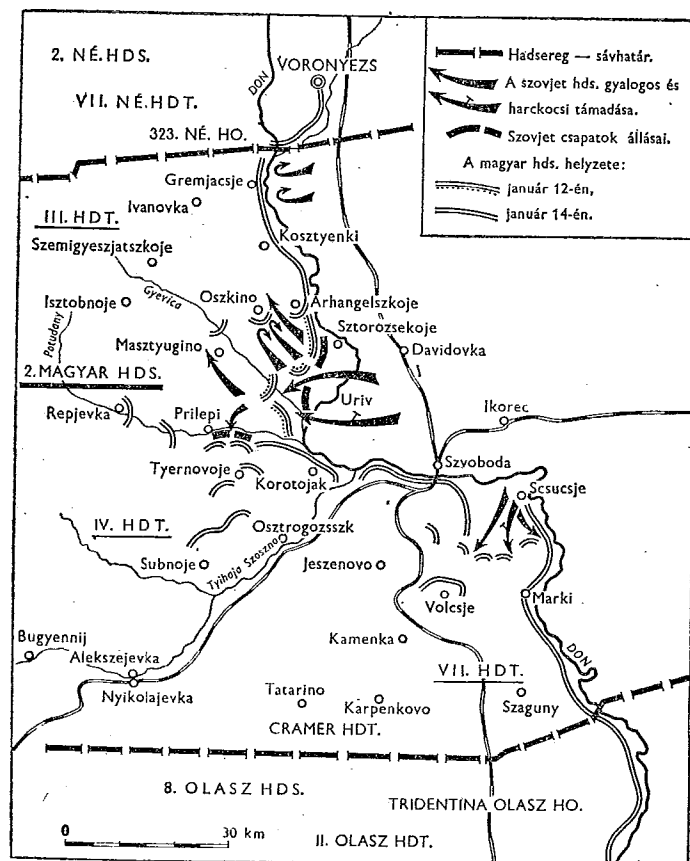 2. NÉ. HDS.
VII. NÉ. HDT.
323. NÉ. HO.
DON
VORONYEZS
Hadsereg — sávhatár.
A szovjet hds. gyalogos és
harckocsi támadása.
Szovjet csapatok állásai.
A magyar hds. helyzete:
január 12-én,
január 14-én.
Gremjacsje
Ivanovka
III. HDT.
Szemigyeszjatszkoje
Kosztyenki
Gyevica
Oszkino
Arhangelszkoje
Isztobnoje
Potudany
Sztorozsekoje
Masztyugino
Davidovka
2. MAGYAR HDS.
Repjevka
Prilepi
Uriv
Ikorec
Tyernovoje
Korotojak
Szyoboda
Scsucsje
IV. HDT.
Osztrogozsszk
Subnoje
Tyihaja Szoszna
Jeszenovo
Volcsje
Marki
Bugyennij
Kamenka
DON
Alekszejevka
Nyikolajevka
VII. HDT.
Tatarino
Karpenkovo
Szaguny
CRAMER HDT.
8. OLASZ HDS.
TRIDENTINA OLASZ HO.
0 30 km
II. OLASZ HDT.